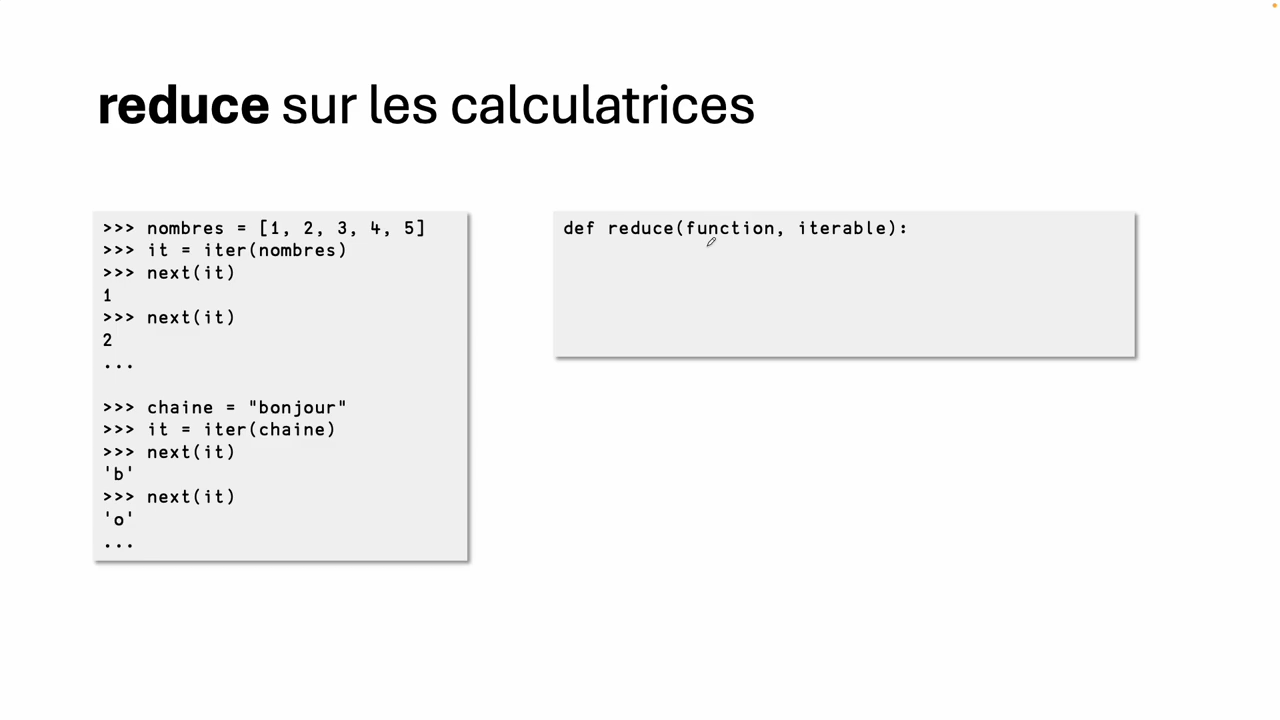 reduce sur les calculatrices
>>> nombres = [1, 2, 3, 4, 5]
>>> it = iter(nombres)
>>> next(it)
1
>>> next(it)
2
...
>>> chaine = "bonjour"
>>> it = iter(chaine)
>>> next(it)
'b'
>>> next(it)
'o'
...
def reduce(function, iterable):